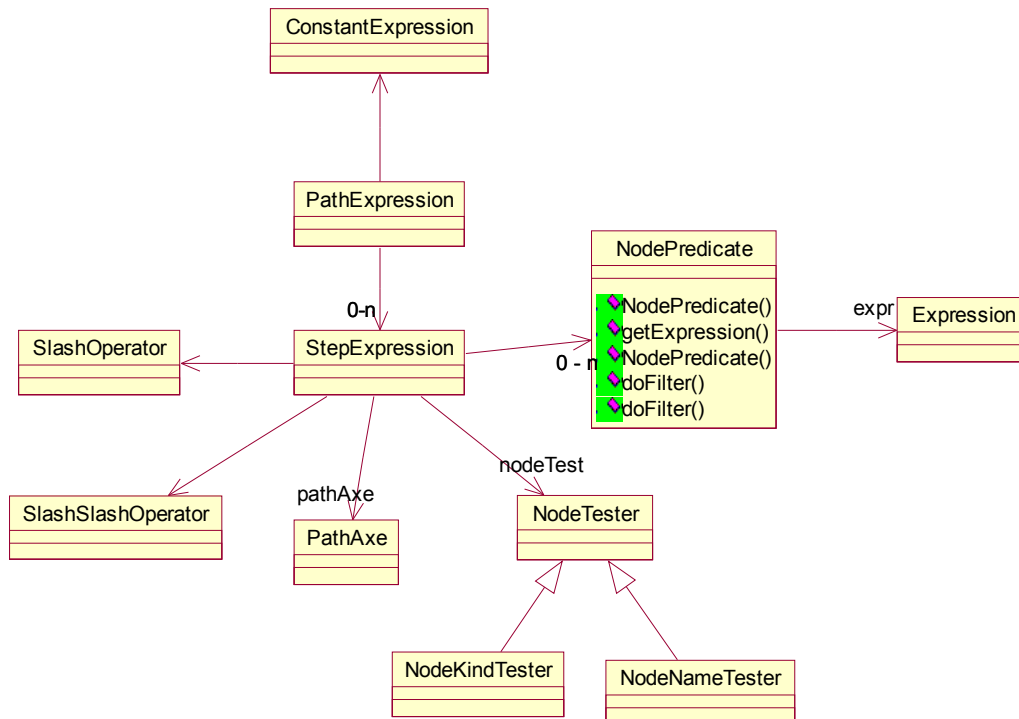 ConstantExpression
PathExpression
NodePredicate
NodePredicate()
getExpression()
NodePredicate()
doFilter()
doFilter()
expr
Expression
0-n
0 - n
SlashOperator
StepExpression
nodeTest
pathAxe
SlashSlashOperator
PathAxe
NodeTester
NodeKindTester
NodeNameTester